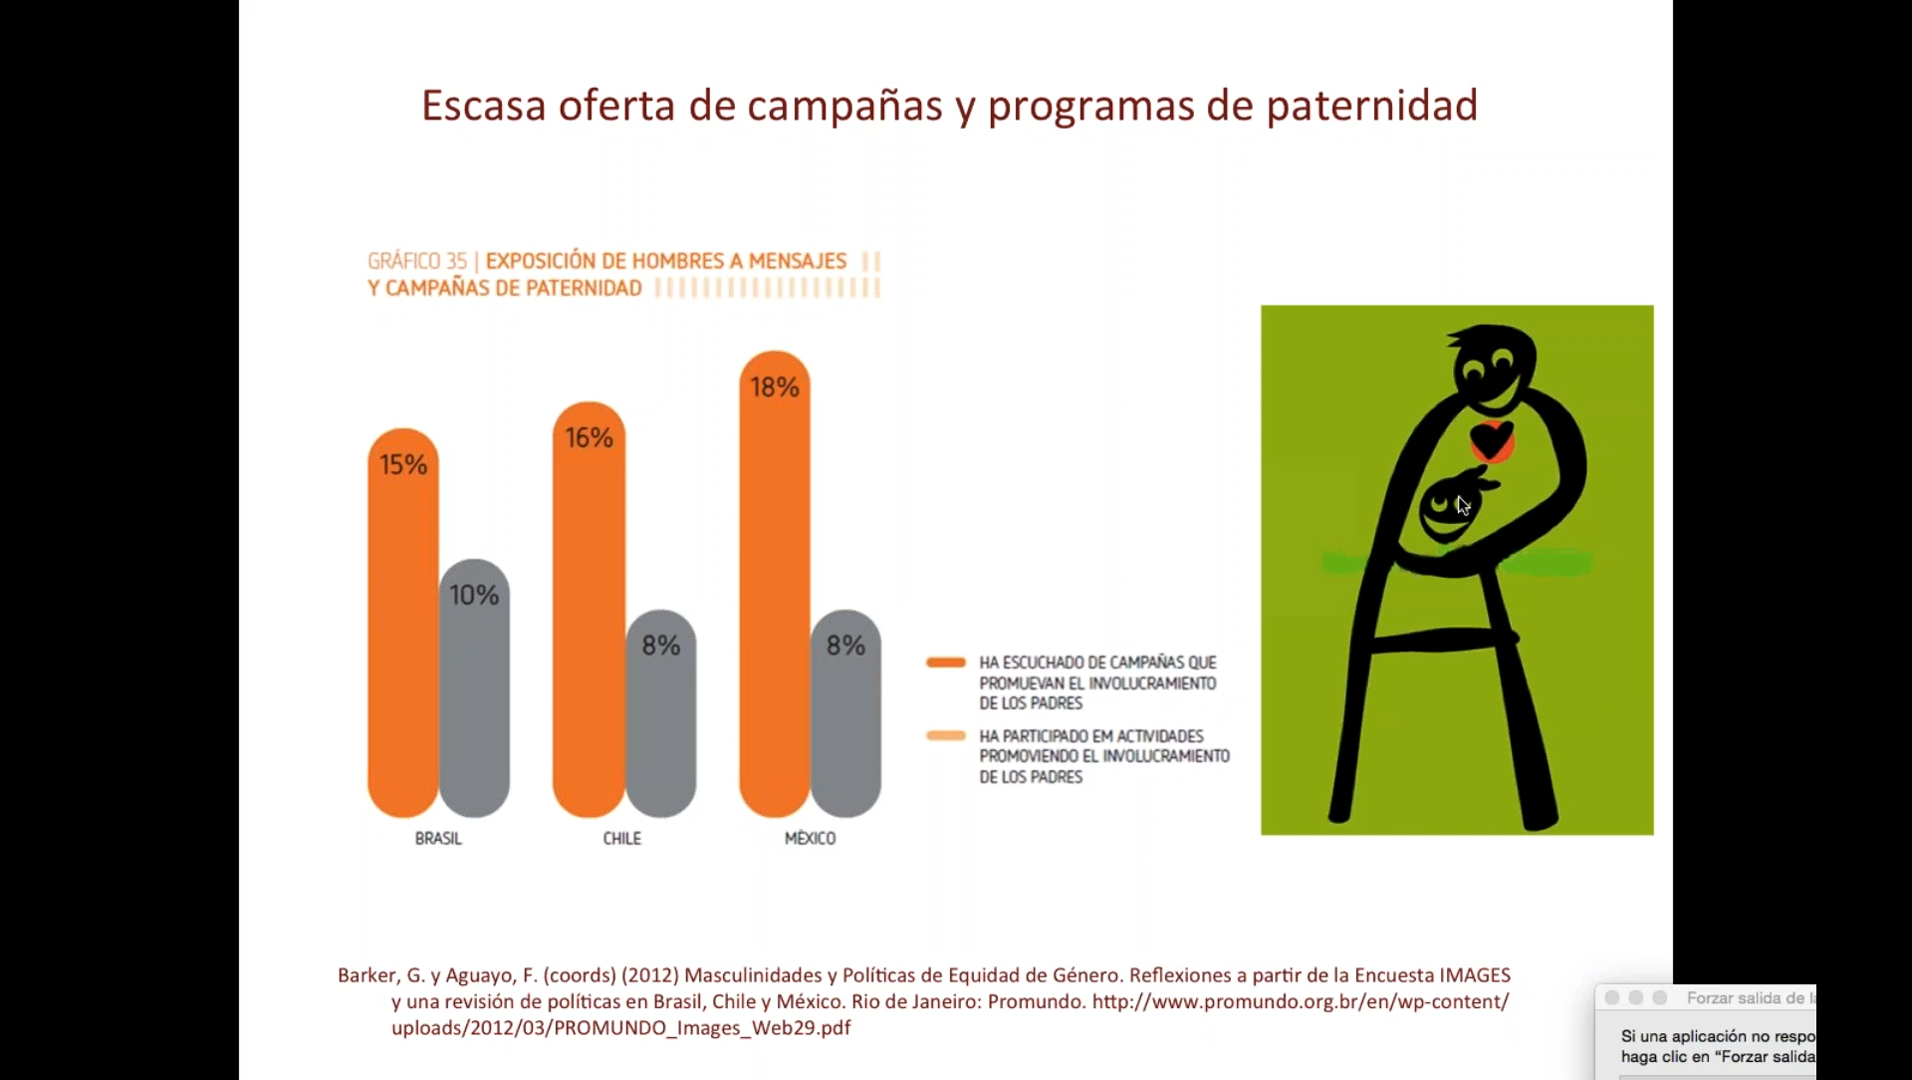 Escasa oferta de campañas y programas de paternidad
GRÁFICO 35 | EXPOSICIÓN DE HOMBRES A MENSAJES
Y CAMPAÑAS DE PATERNIDAD
18%
16%
15%
10%
8%
8%
HA ESCUCHADO DE CAMPAÑAS QUE
PROMUEVAN EL INVOLUCRAMIENTO
DE LOS PADRES
HA PARTICIPADO EM ACTIVIDADES
PROMOVIENDO EL INVOLUCRAMIENTO
DE LOS PADRES
BRASIL
CHILE
MÉXICO
Barker, G. y Aguayo, F. (coords) (2012) Masculinidades y Políticas de Equidad de Género. Reflexiones a partir de la Encuesta IMAGES
y una revisión de políticas en Brasil, Chile y México. Rio de Janeiro: Promundo. http://www.promundo.org.br/en/wp-content/
uploads/2012/03/PROMUNDO_Images_Web29.pdf
Forzar salida de
Si una aplicación no respo
haga clic en “Forzar salida